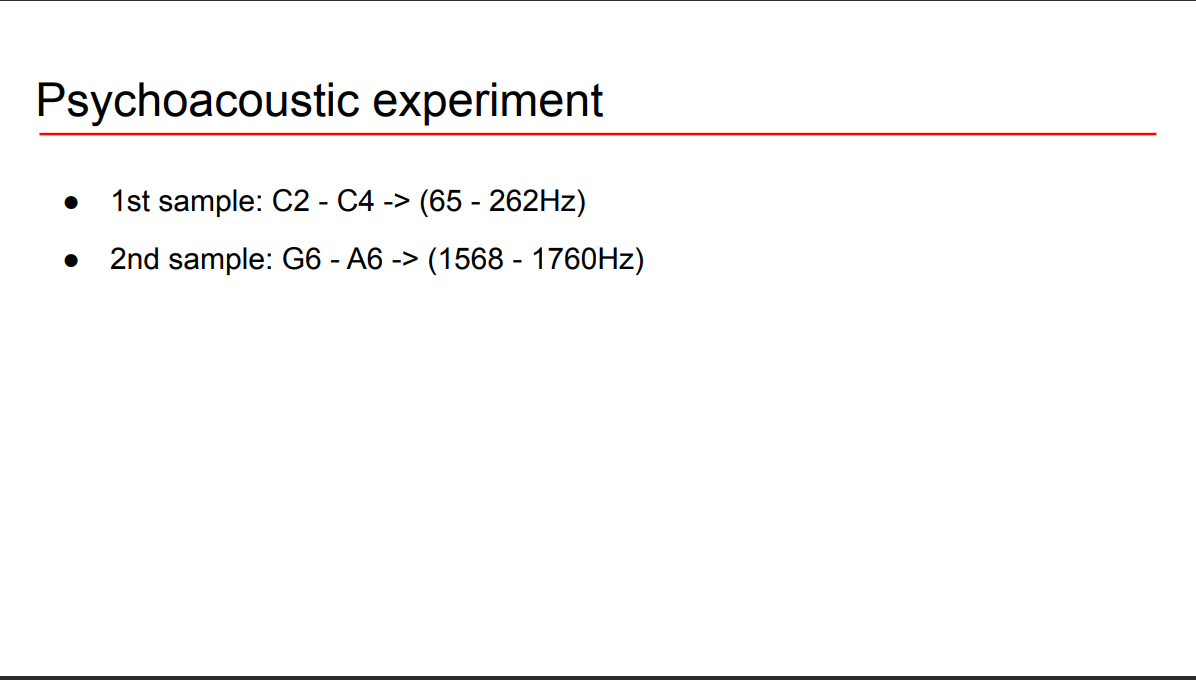 Psychoacoustic experiment
● 1st sample: C2 - C4 -> (65 - 262Hz)
● 2nd sample: G6 - A6 -> (1568 - 1760Hz)